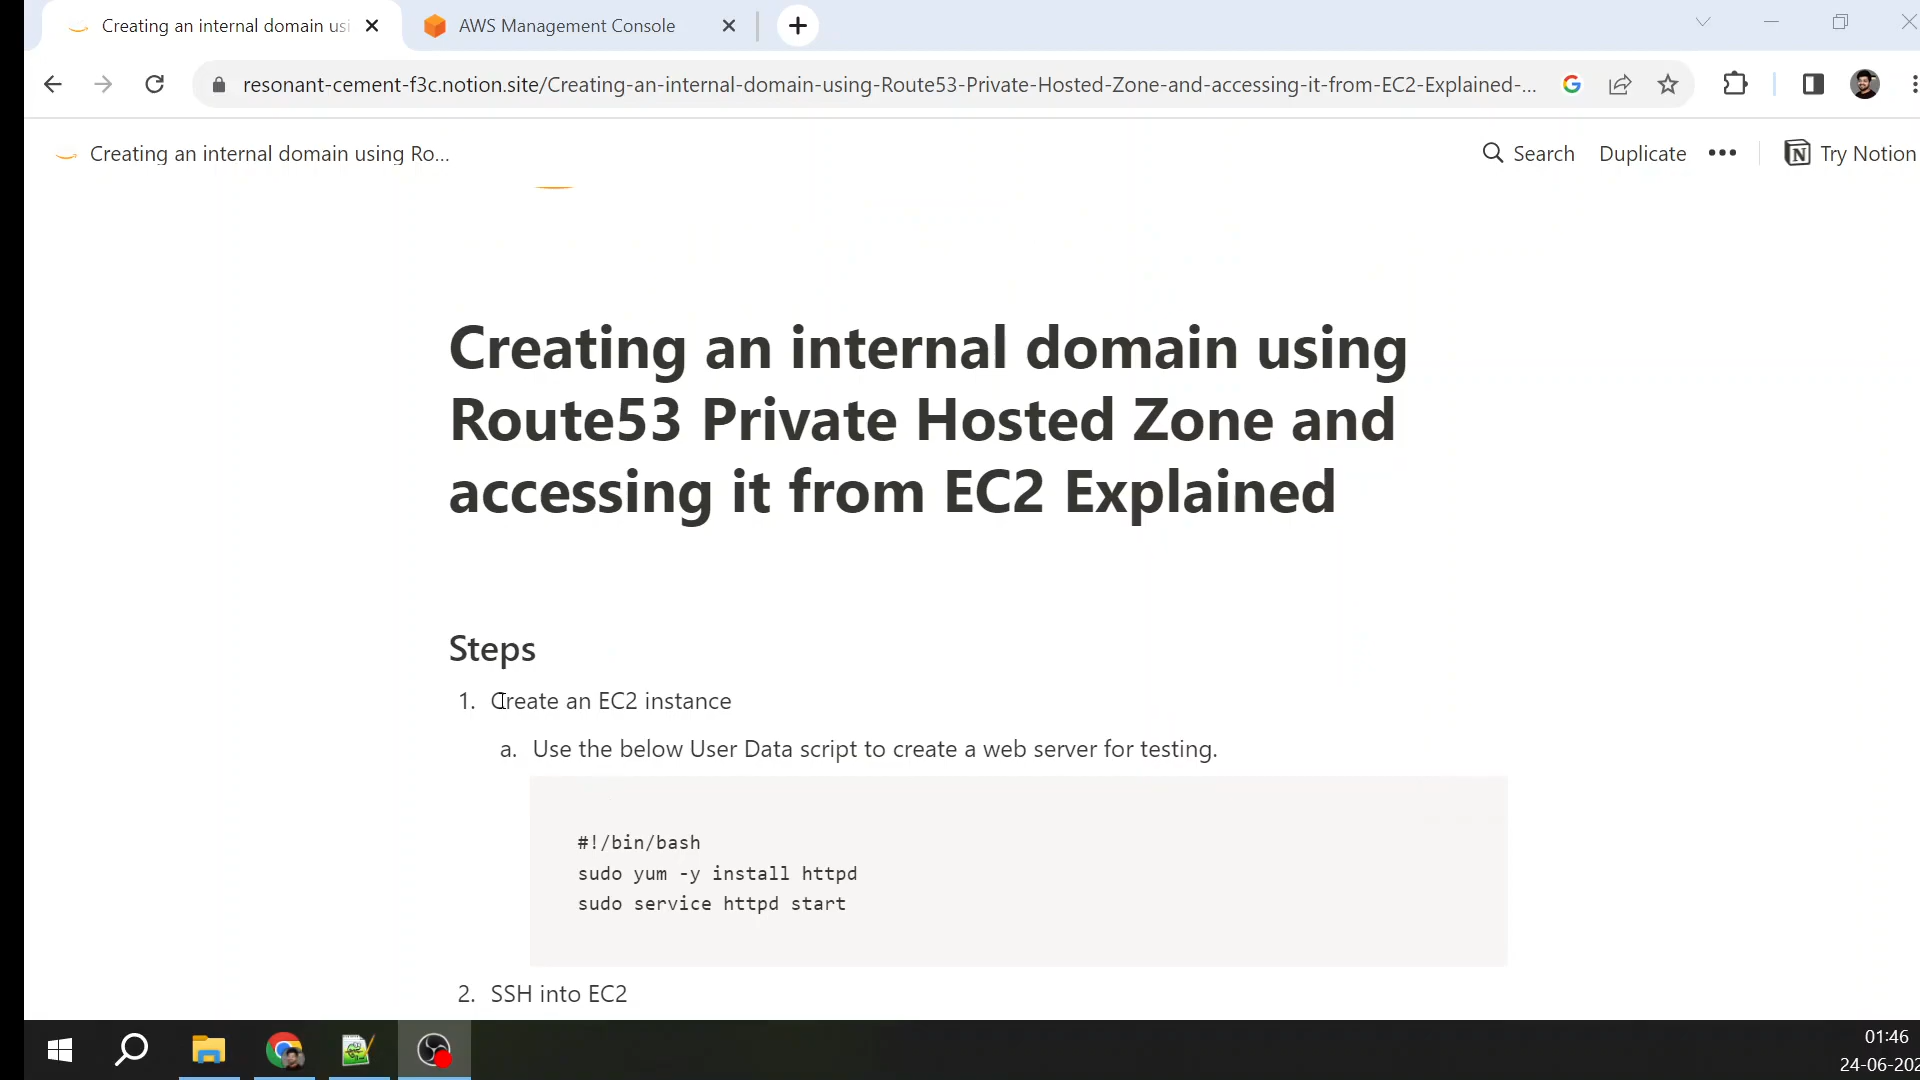 Creating an internal domain usi
AWS Management Console
resonant-cement-f3c.notion.site/Creating-an-internal-domain-using-Route53-Private-Hosted-Zone-and-accessing-it-from-EC2-Explained-...
Creating an internal domain using Ro...
Search
Duplicate
Try Notion
Creating an internal domain using
Route53 Private Hosted Zone and
accessing it from EC2 Explained
Steps
1. Create an EC2 instance
a. Use the below User Data script to create a web server for testing.
#!/bin/bash
sudo yum -y install httpd
sudo service httpd start
2. SSH into EC2
01:46
24-06-202